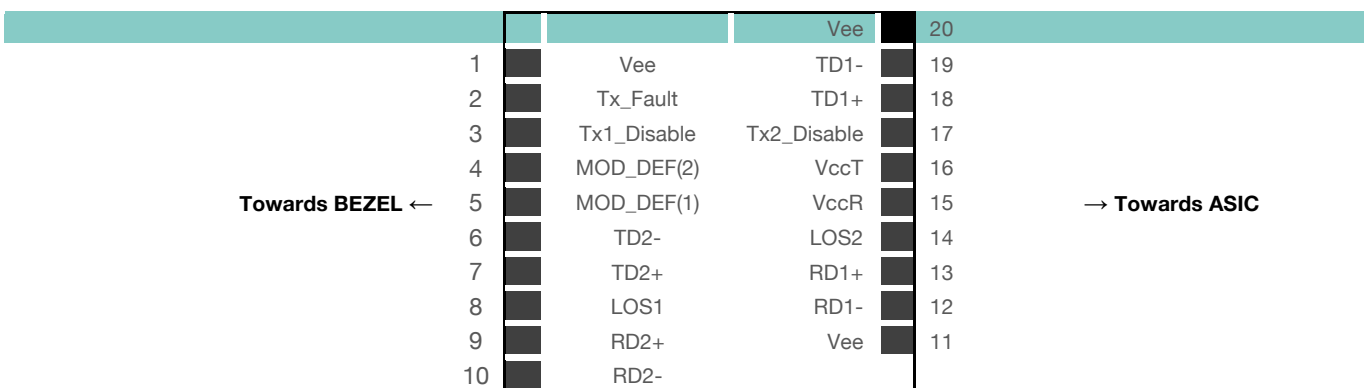 Vee 20
1 Vee TD1- 19
2 Tx_Fault TD1+ 18
3 Tx1_Disable Tx2_Disable 17
4 MOD_DEF(2) VccT 16
Towards BEZEL ← 5 MOD_DEF(1) VccR 15 → Towards ASIC
6 TD2- LOS2 14
7 TD2+ RD1+ 13
8 LOS1 RD1- 12
9 RD2+ Vee 11
10 RD2-